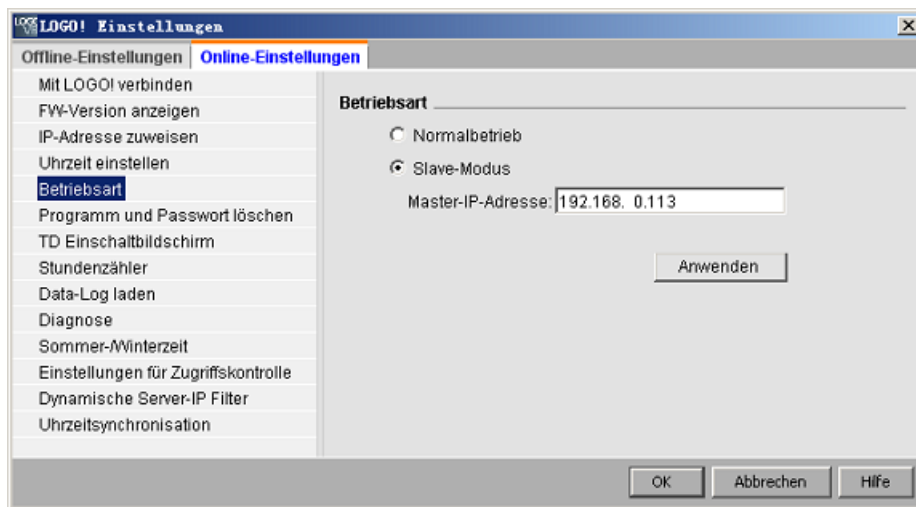 LOGO! Einstellungen
Offline-Einstellungen Online-Einstellungen
Mit LOGO! verbinden
FW-Version anzeigen
IP-Adresse zuweisen
Uhrzeit einstellen
Betriebsart
Programm und Passwort löschen
TD Einschaltbildschirm
Stundenzähler
Data-Log laden
Diagnose
Sommer-/Winterzeit
Einstellungen für Zugriffskontrolle
Dynamische Server-IP Filter
Uhrzeitsynchronisation
Betriebsart
Normalbetrieb
Slave-Modus
Master-IP-Adresse: 192.168. 0.113
Anwenden
OK Abbrechen Hilfe